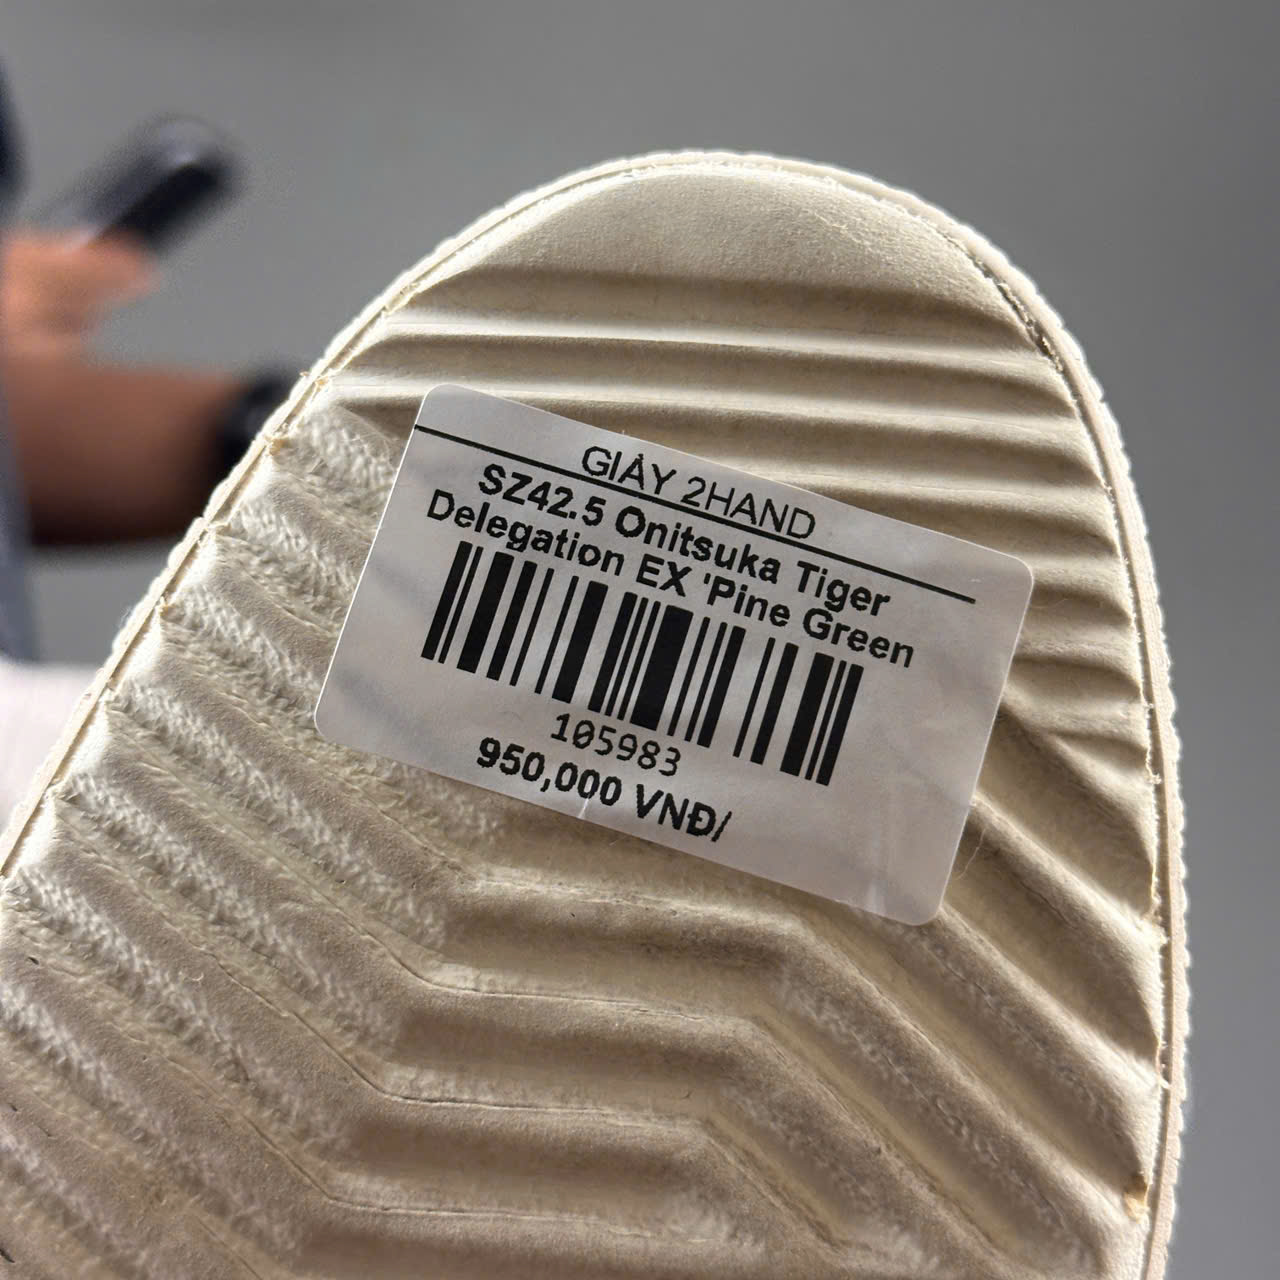 GIÀY 2HAND
SZ42.5 Onitsuka Tiger
Delegation EX 'Pine Green
105983
950,000 VNĐ/